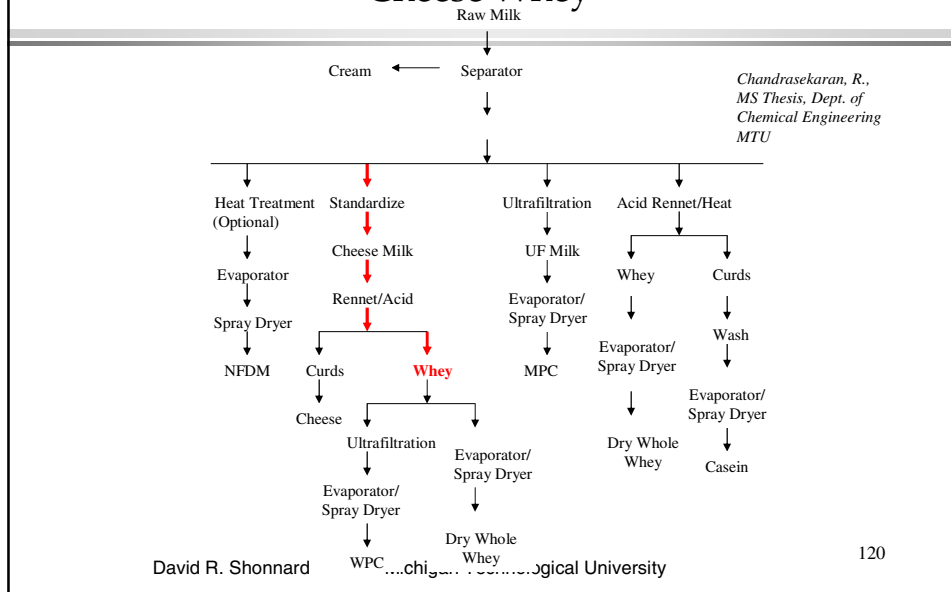 Cheese Whey
Raw Milk
Cream
Separator
Chandrasekaran, R.,
MS Thesis, Dept. of
Chemical Engineering
MTU
Heat Treatment
(Optional)
Evaporator
Spray Dryer
NFDM
Standardize
Cheese Milk
Rennet/Acid
Curds
Cheese
Whey
Ultrafiltration
Evaporator/
Spray Dryer
WPC
Evaporator/
Spray Dryer
Dry Whole
Whey
Ultrafiltration
UF Milk
Evaporator/
Spray Dryer
MPC
Acid Rennet/Heat
Whey
Evaporator/
Spray Dryer
Dry Whole
Whey
Curds
Wash
Evaporator/
Spray Dryer
Casein
David R. Shonnard University
120